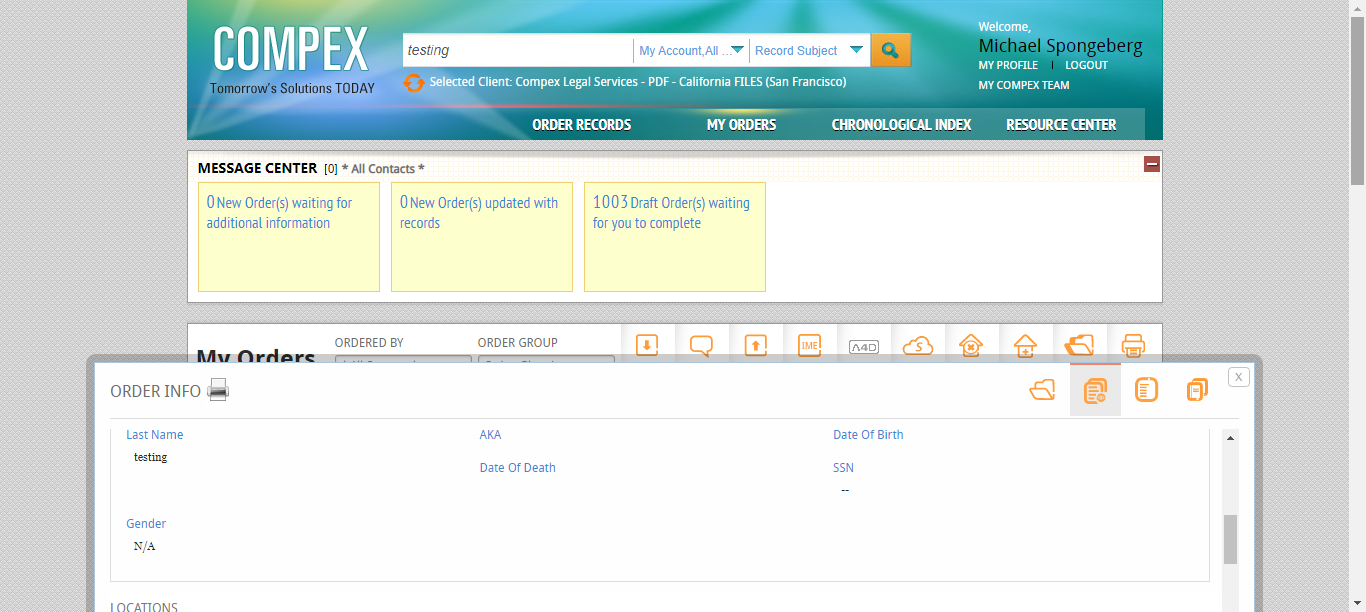 COMPEX
Tomorrow's Solutions TODAY
testing
My Account,All ...
Record Subject
Selected Client: Compex Legal Services - PDF - California FILES (San Francisco)
Welcome,
Michael Spongeberg
MY PROFILE | LOGOUT
MY COMPEX TEAM
ORDER RECORDS
MY ORDERS
CHRONOLOGICAL INDEX
RESOURCE CENTER
MESSAGE CENTER [0] * All Contacts *
0 New Order(s) waiting for
additional information
0 New Order(s) updated with
records
1003 Draft Order(s) waiting
for you to complete
My Orders
ORDERED BY
ORDER GROUP
IME
S
ORDER INFO
X
Last Name
testing
AKA
Date Of Birth
Date Of Death
SSN
--
Gender
N/A
LOCATIONS